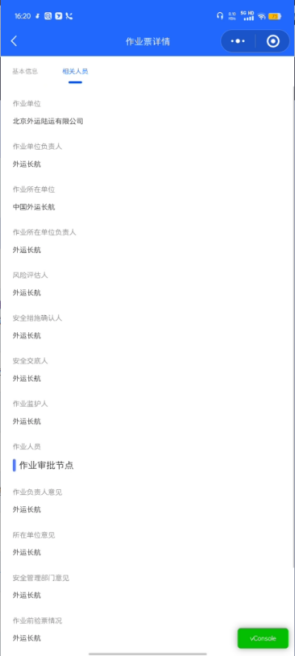 16:20
作业票详情
基本信息
相关人员
作业单位
北京外运陆运有限公司
作业单位负责人
外运长航
作业所在单位
中国外运长航
作业所在单位负责人
外运长航
风险评估人
外运长航
安全措施确认人
外运长航
安全交底人
外运长航
作业监护人
外运长航
作业人员
作业审批节点
作业负责人意见
外运长航
所在单位意见
外运长航
安全管理部门意见
外运长航
作业前验票情况
外运长航
vConsole